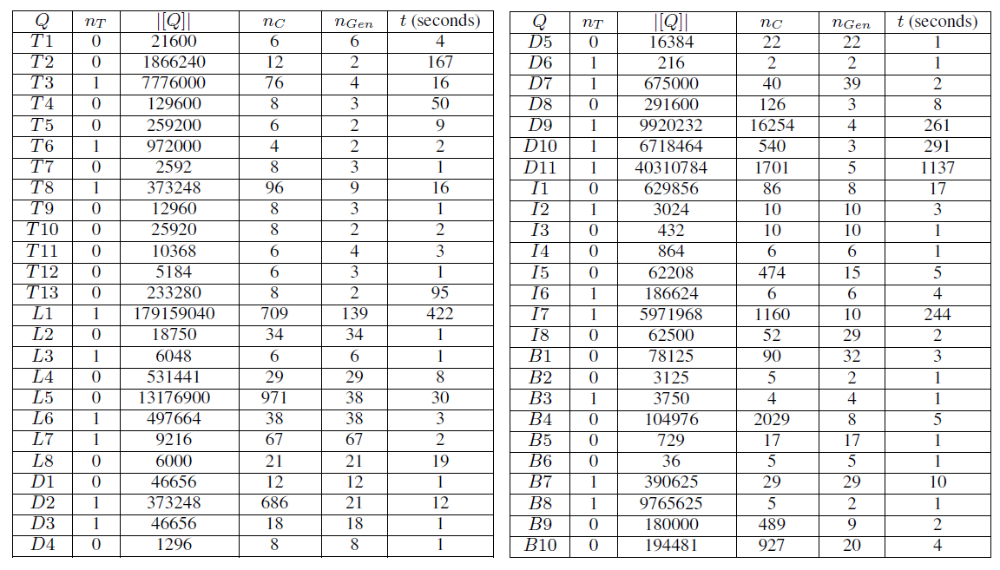 Q n_T |[Q]| n_C n_Gen t (seconds)
T1 0 21600 6 6 4
T2 0 1866240 12 2 167
T3 1 7776000 76 4 16
T4 0 129600 8 3 50
T5 0 259200 6 2 9
T6 1 972000 4 2 2
T7 0 2592 8 3 1
T8 1 373248 96 9 16
T9 0 12960 8 3 1
T10 0 25920 8 2 2
T11 0 10368 6 4 3
T12 0 5184 6 3 1
T13 0 233280 8 2 95
L1 1 179159040 709 139 422
L2 0 18750 34 34 1
L3 1 6048 6 6 1
L4 0 531441 29 29 8
L5 0 13176900 971 38 30
L6 1 497664 38 38 3
L7 1 9216 67 67 2
L8 0 6000 21 21 19
D1 0 46656 12 12 1
D2 1 373248 686 21 12
D3 1 46656 18 18 1
D4 0 1296 8 8 1
Q n_T |[Q]| n_C n_Gen t (seconds)
D5 0 16384 22 22 1
D6 1 216 2 2 1
D7 1 675000 40 39 2
D8 0 291600 126 3 8
D9 1 9920232 16254 4 261
D10 1 6718464 540 3 291
D11 1 40310784 1701 5 1137
I1 0 629856 86 8 17
I2 1 3024 10 10 3
I3 0 432 10 10 1
I4 0 864 6 6 1
I5 0 62208 474 15 5
I6 1 186624 6 6 4
I7 1 5971968 1160 10 244
I8 0 62500 52 29 2
B1 0 78125 90 32 3
B2 0 3125 5 2 1
B3 1 3750 4 4 1
B4 0 104976 2029 8 5
B5 0 729 17 17 1
B6 0 36 5 5 1
B7 1 390625 29 29 10
B8 1 9765625 5 2 1
B9 0 180000 489 9 2
B10 0 194481 927 20 4